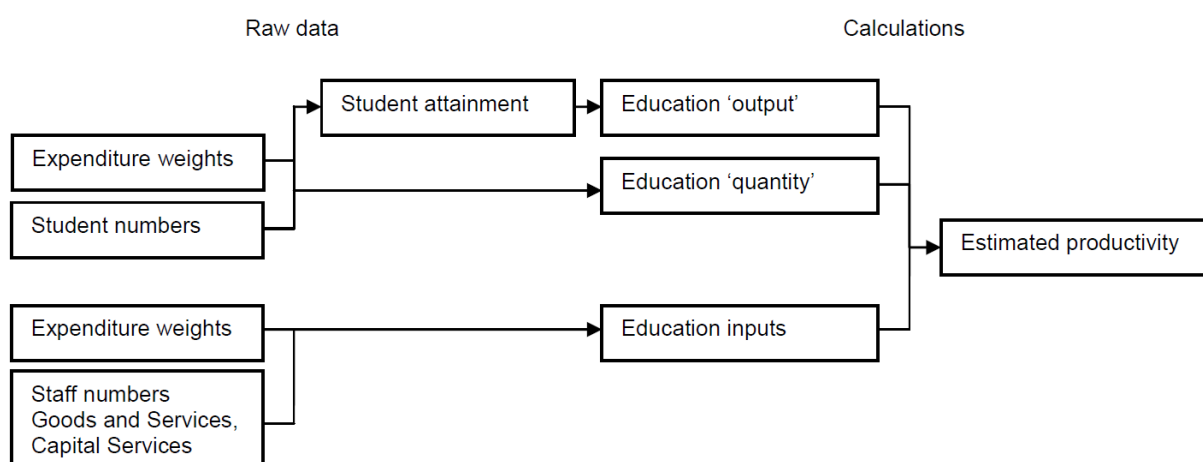 Raw data
Calculations
Student attainment
Education ‘output’
Expenditure weights
Education ‘quantity’
Student numbers
Estimated productivity
Expenditure weights
Education inputs
Staff numbers
Goods and Services,
Capital Services